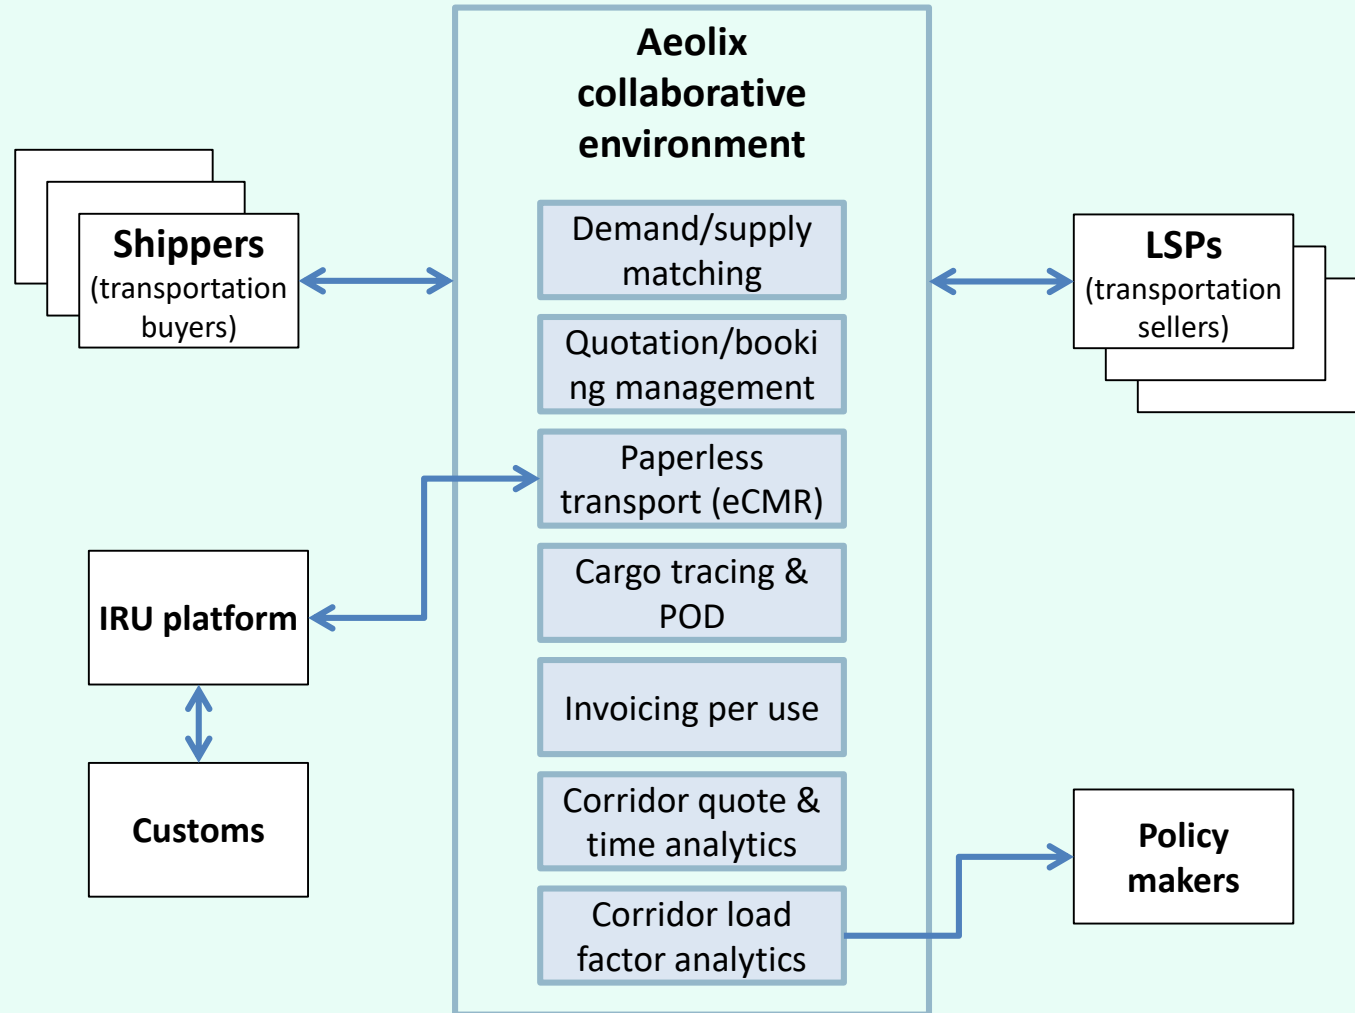 Aeolix
collaborative
environment
Shippers
(transportation
buyers)
Demand/supply
matching
LSPs
(transportation
sellers)
Quotation/booki
ng management
Paperless
transport (eCMR)
IRU platform
Cargo tracing &
POD
Invoicing per use
Customs
Corridor quote &
time analytics
Policy
makers
Corridor load
factor analytics